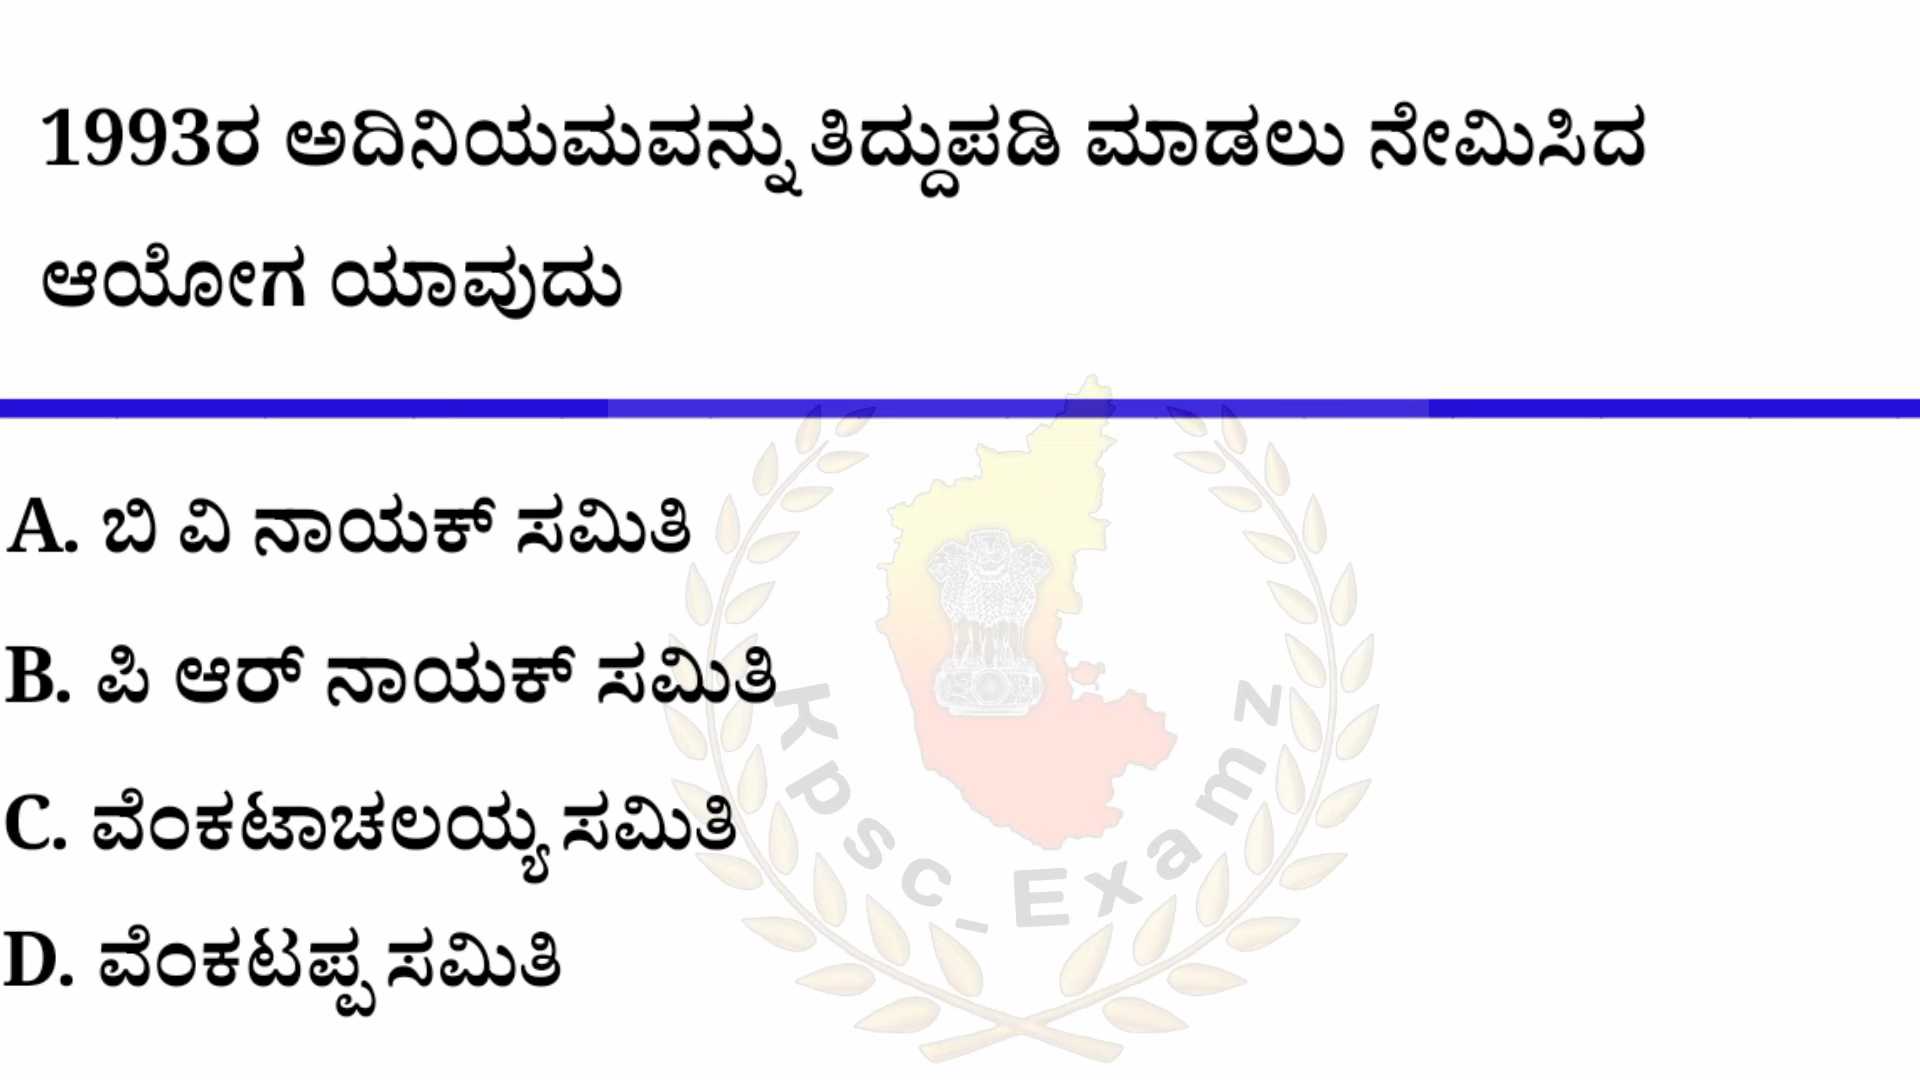 1993ರ ಅದಿನಿಯಮವನ್ನು ತಿದ್ದುಪಡಿ ಮಾಡಲು ನೇಮಿಸಿದ
ಆಯೋಗ ಯಾವುದು
A. ಬಿ ವಿ ನಾಯಕ್ ಸಮಿತಿ
B. ಪಿ ಆರ್ ನಾಯಕ್ ಸಮಿತಿ
C. ವೆಂಕಟಾಚಲಯ್ಯ ಸಮಿತಿ
D. ವೆಂಕಟಪ್ಪ ಸಮಿತಿ
Kpsc_Examz